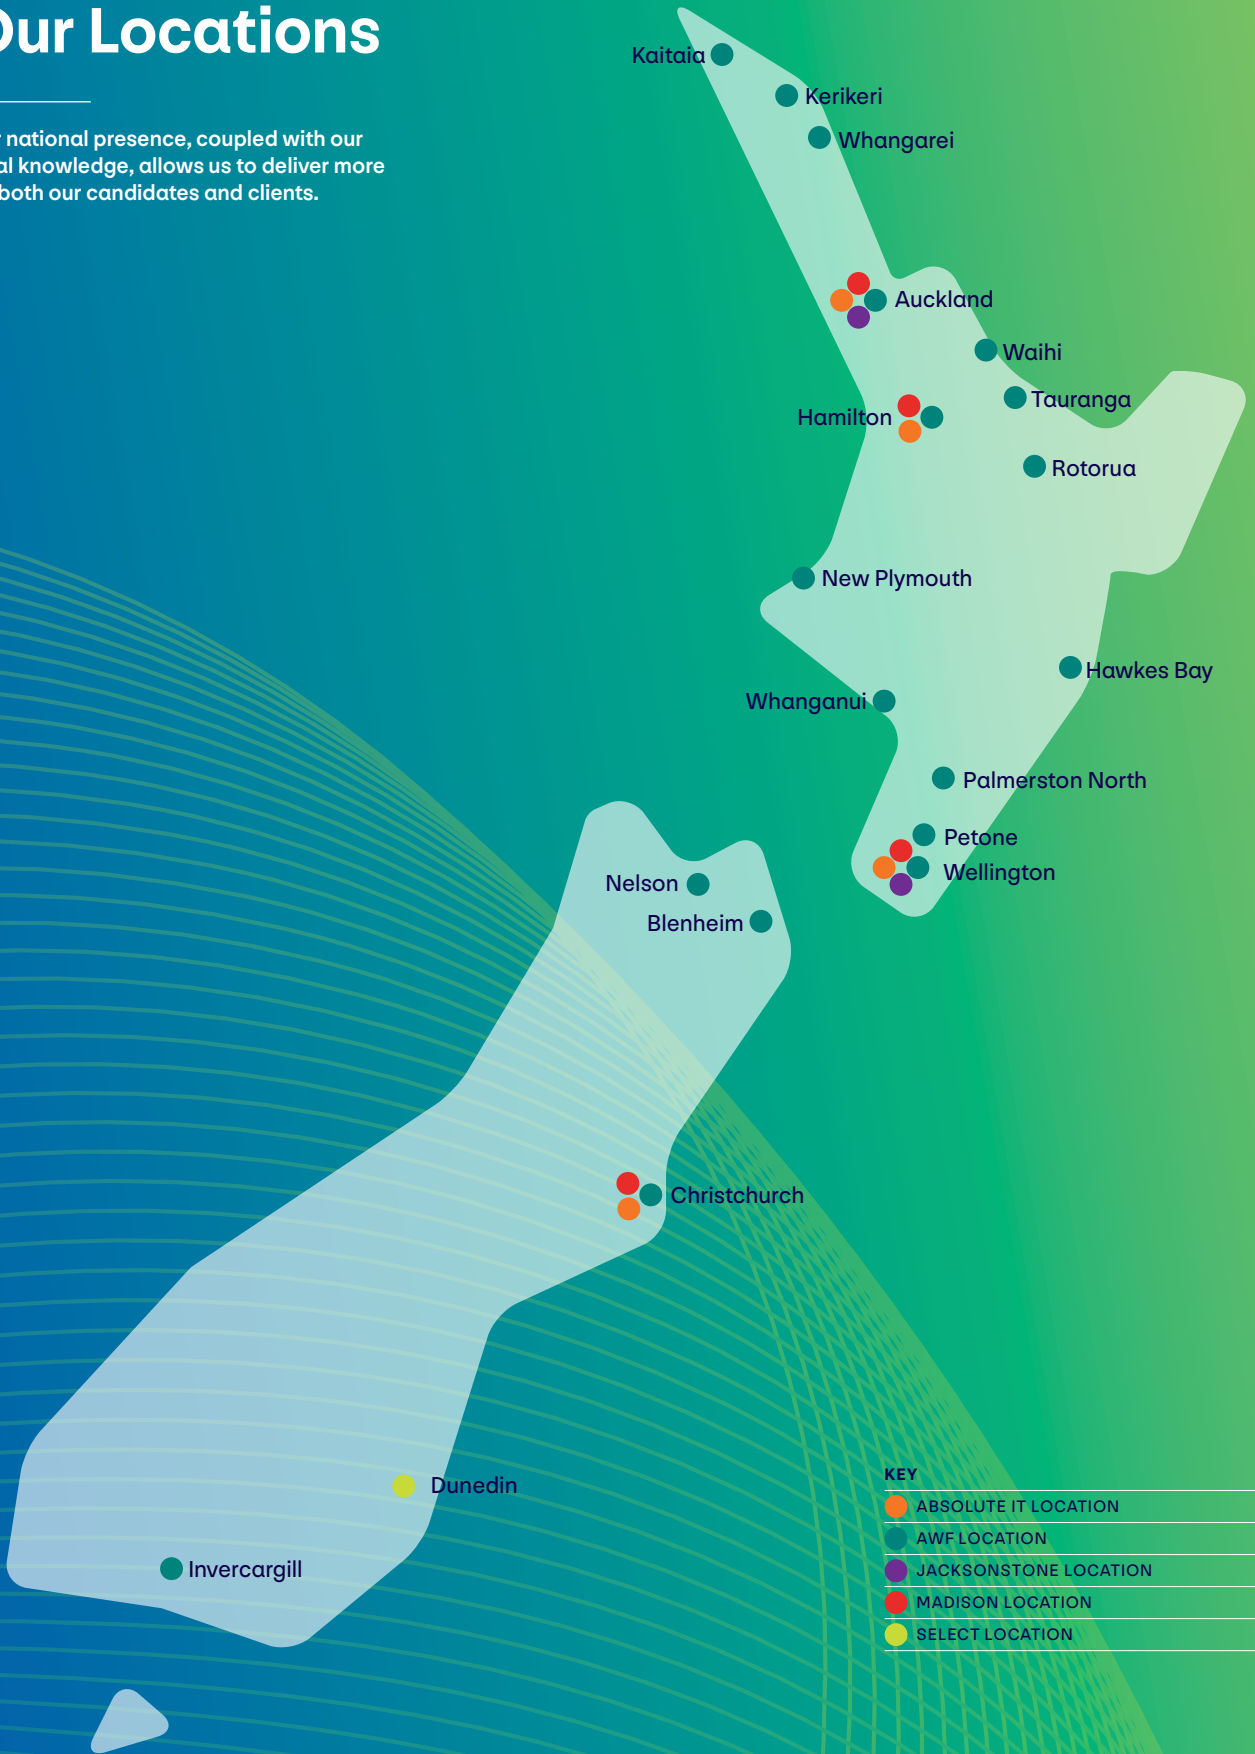 Our Locations
national presence, coupled with our
knowledge, allows us to deliver more
both our candidates and clients.
Kaitaia
Kerikeri
Whangarei
Auckland
Waihi
Tauranga
Hamilton
Rotorua
New Plymouth
Hawkes Bay
Whanganui
Palmerston North
Petone
Wellington
Nelson
Blenheim
Christchurch
Dunedin
Invercargill
KEY
ABSOLUTE IT LOCATION
AWF LOCATION
JACKSONSTONE LOCATION
MADISON LOCATION
SELECT LOCATION